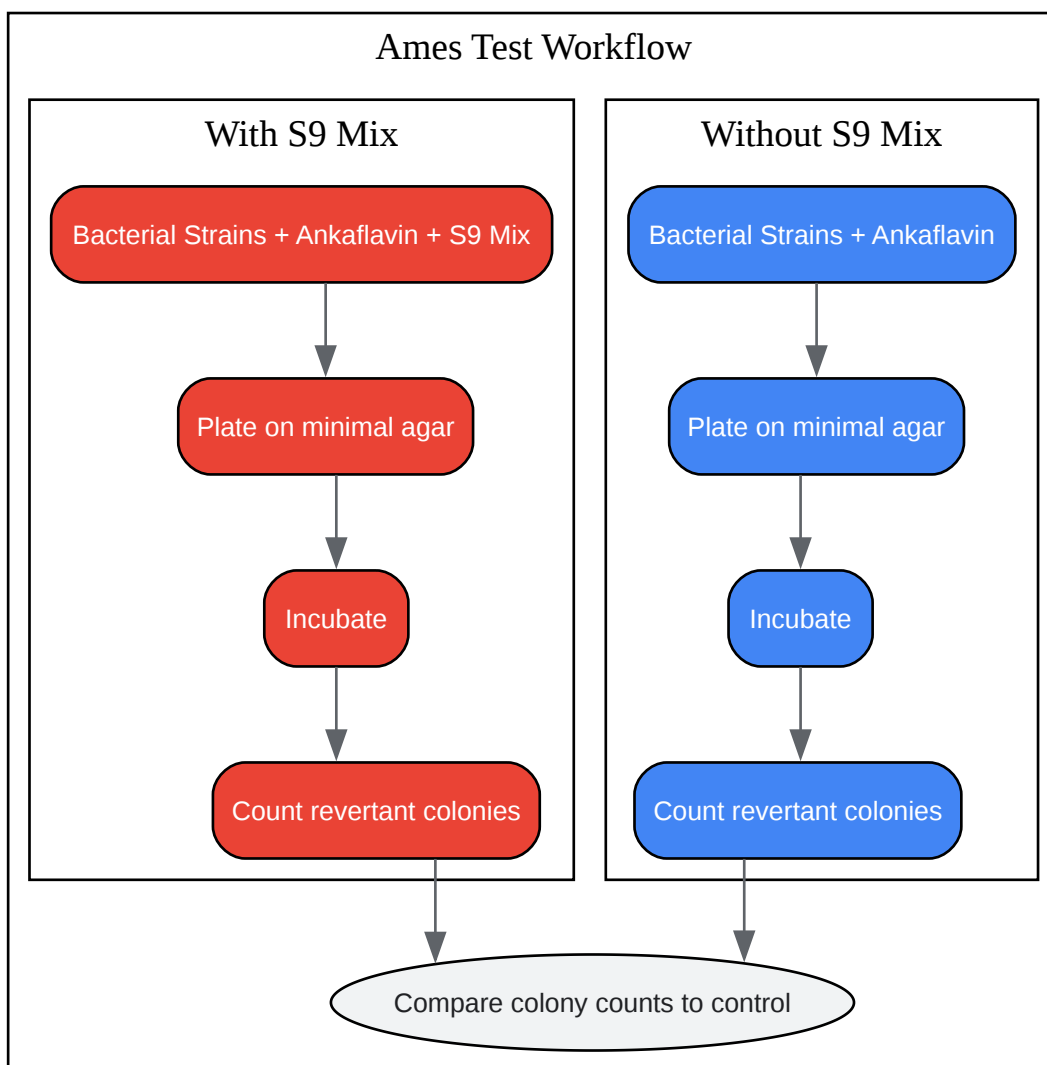 Ames Test Workflow
With S9 Mix
Bacterial Strains + Ankaflavin + S9 Mix
Plate on minimal agar
Incubate
Count revertant colonies
Without S9 Mix
Bacterial Strains + Ankaflavin
Plate on minimal agar
Incubate
Count revertant colonies
Compare colony counts to control